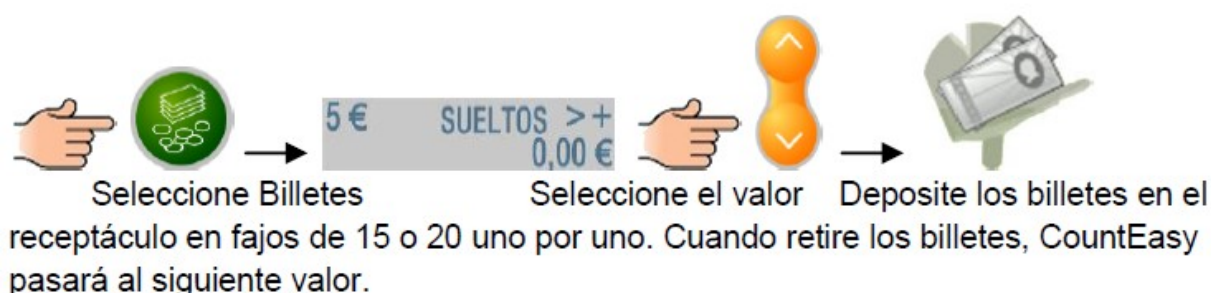 5 € SUELTOS > +
0,00 €
Seleccione Billetes Seleccione el valor Deposite los billetes en el
receptáculo en fajos de 15 o 20 uno por uno. Cuando retire los billetes, CountEasy
pasará al siguiente valor.